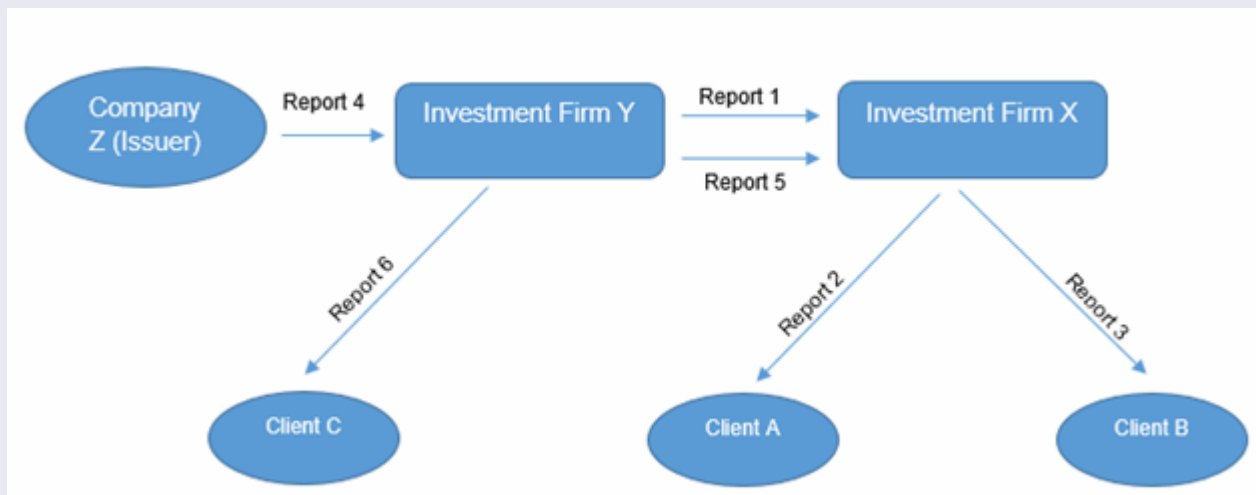 Company
Z (Issuer)
Report 4
Investment Firm Y
Report 1
Report 5
Investment Firm X
Report 6
Report 2
Report 3
Client C
Client A
Client B